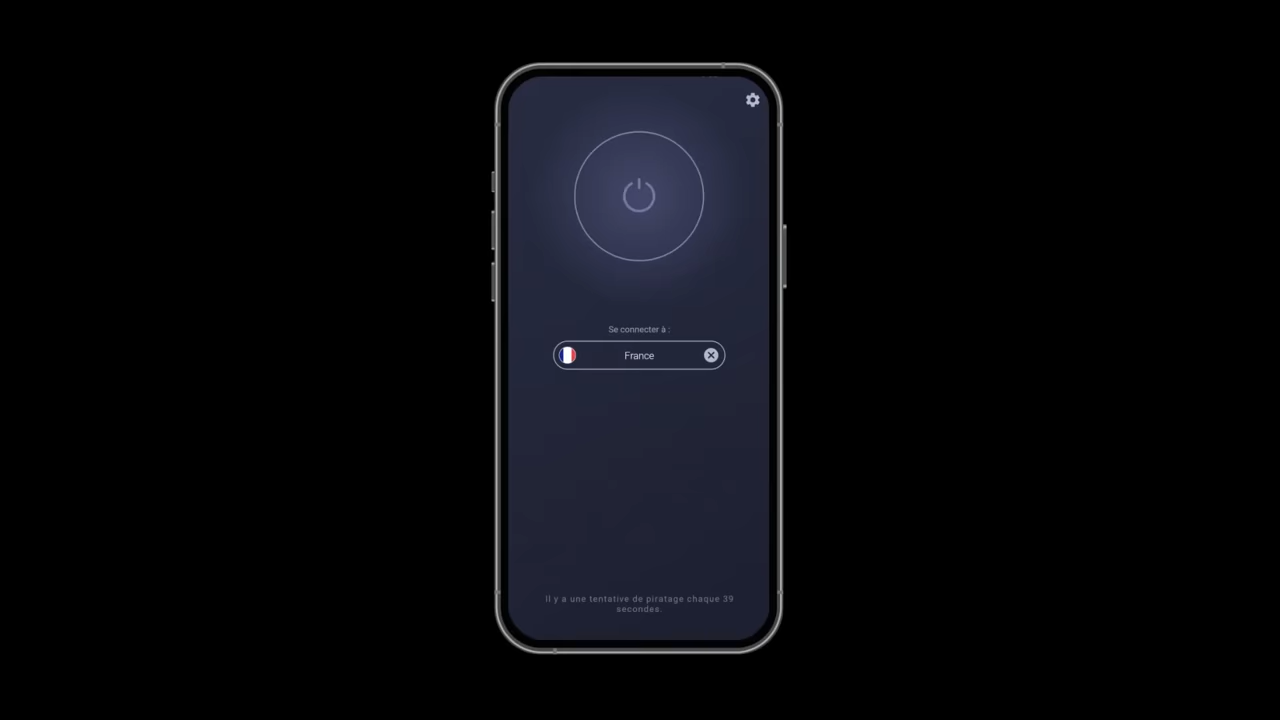 Se connecter à :
France
Il y a une tentative de piratage chaque 39
secondes.